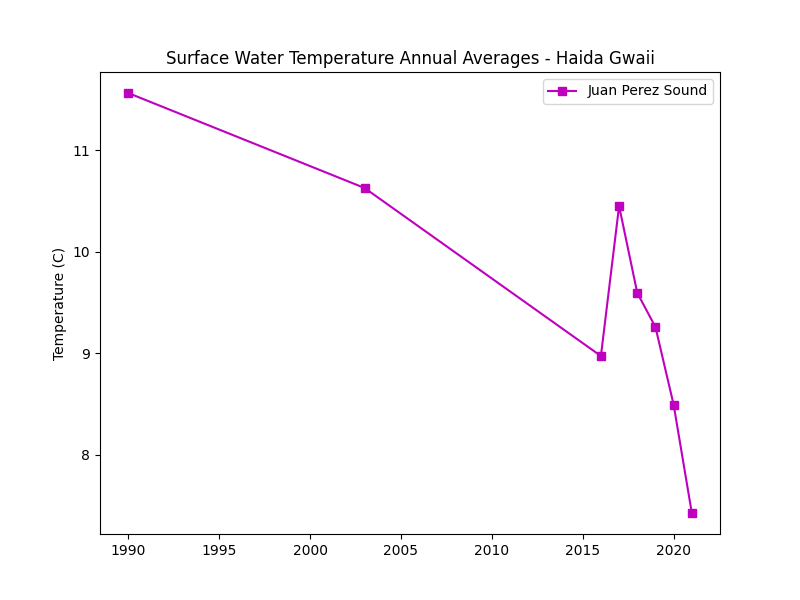 Surface Water Temperature Annual Averages - Haida Gwaii
Juan Perez Sound
Temperature (C)
11
10
9
8
1990 1995 2000 2005 2010 2015 2020